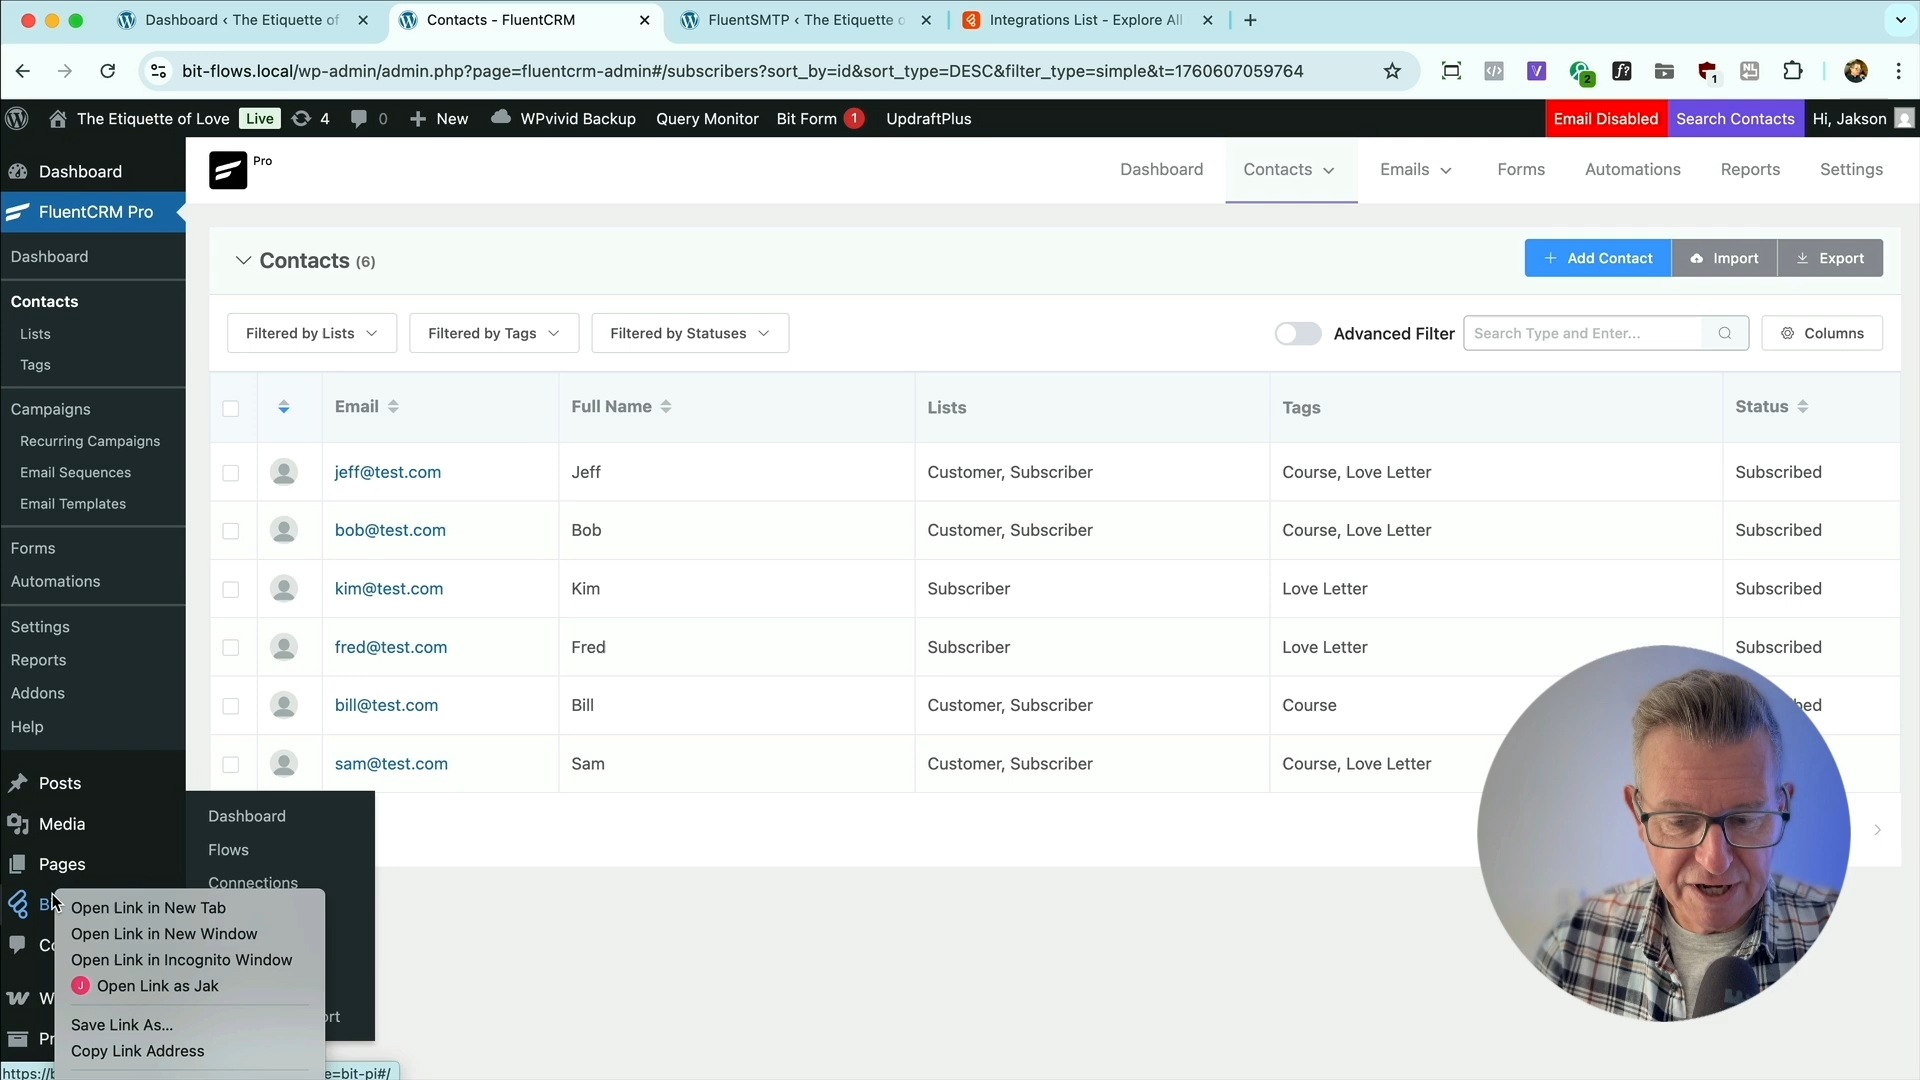 Dashboard ‹ The Etiquette of
Contacts - FluentCRM
FluentSMTP ‹ The Etiquette o
Integrations List - Explore All
bit-flows.local/wp-admin/admin.php?page=fluentcrm-admin#/subscribers?sort_by=id&sort_type=DESC&filter_type=simple&t=1760607059764
The Etiquette of Love
Live
4
0
New
WPvivid Backup
Query Monitor
Bit Form
1
UpdraftPlus
Email Disabled
Search Contacts
Hi, Jakson
Dashboard
FluentCRM Pro
Dashboard
Contacts
Lists
Tags
Campaigns
Recurring Campaigns
Email Sequences
Email Templates
Forms
Automations
Settings
Reports
Addons
Help
Posts
Media
Pages
Pro
Dashboard
Contacts
Emails
Forms
Automations
Reports
Settings
Contacts (6)
Add Contact
Import
Export
Filtered by Lists
Filtered by Tags
Filtered by Statuses
Advanced Filter
Search Type and Enter...
Columns
Email
Full Name
Lists
Tags
Status
jeff@test.com
Jeff
Customer, Subscriber
Course, Love Letter
Subscribed
bob@test.com
Bob
Customer, Subscriber
Course, Love Letter
Subscribed
kim@test.com
Kim
Subscriber
Love Letter
Subscribed
fred@test.com
Fred
Subscriber
Love Letter
Subscribed
bill@test.com
Bill
Customer, Subscriber
Course
sam@test.com
Sam
Customer, Subscriber
Course, Love Letter
Dashboard
Flows
Connections
Open Link in New Tab
Open Link in New Window
Open Link in Incognito Window
J
Open Link as Jak
Save Link As...
Copy Link Address